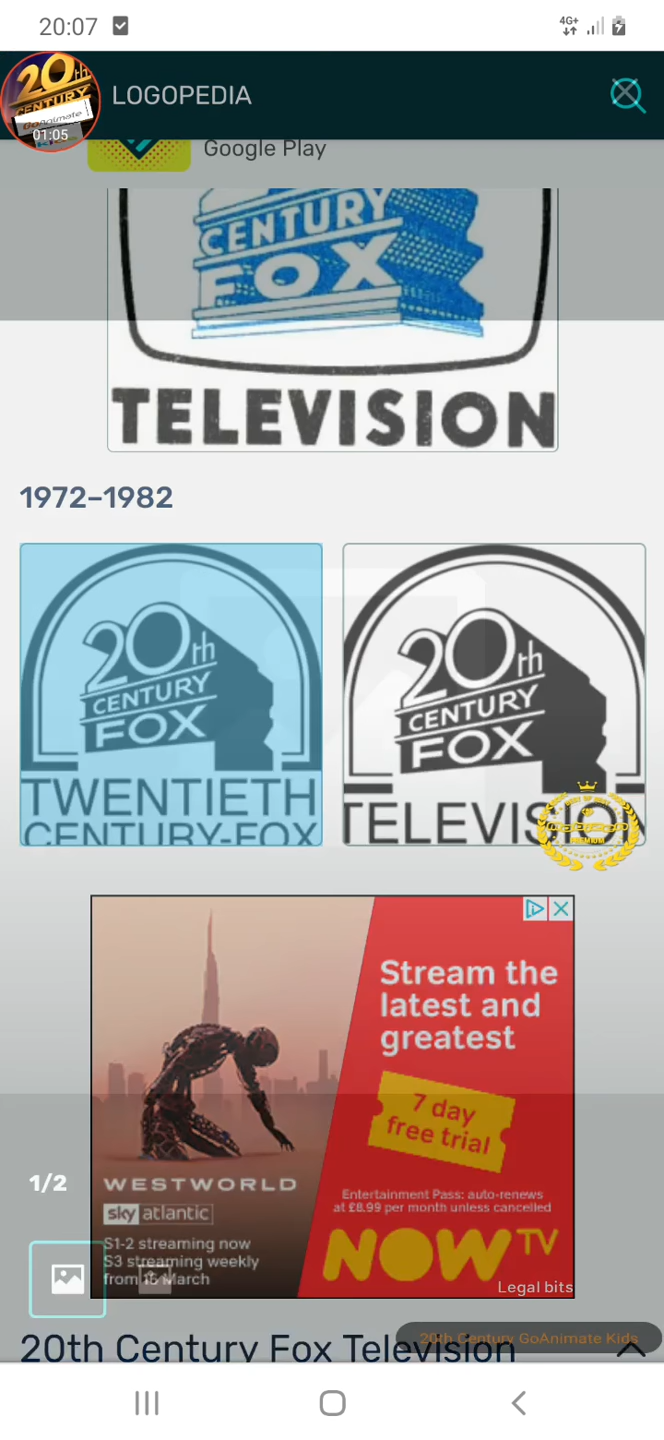 20:07
4G+
20th
CENTURY
GoAnimate
KIDS
01:05
LOGOPEDIA
Google Play
CENTURY
FOX
TELEVISION
1972–1982
20th
CENTURY
FOX
TWENTIETH
CENTURY-FOX
20th
CENTURY
FOX
TELEVISION
PREMIUM
Stream the
latest and
greatest
7 day
free trial
WESTWORLD
sky atlantic
S1-2 streaming now
S3 streaming weekly
from 16 March
Entertainment Pass: auto-renews
at £8.99 per month unless cancelled
NOW TV
Legal bits
1/2
20th Century GoAnimate Kids
20th Century Fox Television